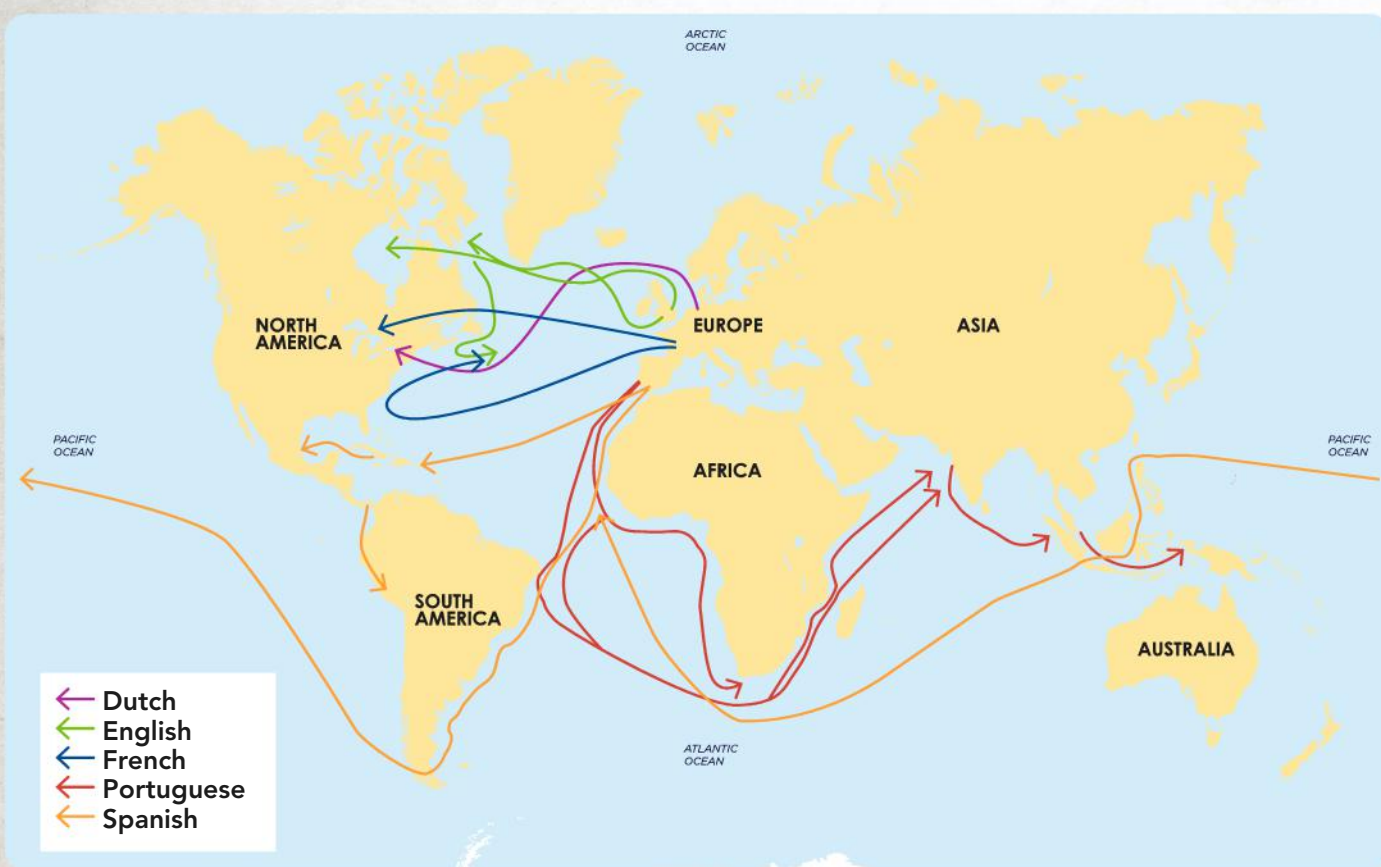 ARCTIC
OCEAN
NORTH
AMERICA
EUROPE
ASIA
PACIFIC
OCEAN
PACIFIC
OCEAN
AFRICA
SOUTH
AMERICA
AUSTRALIA
ATLANTIC
OCEAN
Dutch
English
French
Portuguese
Spanish